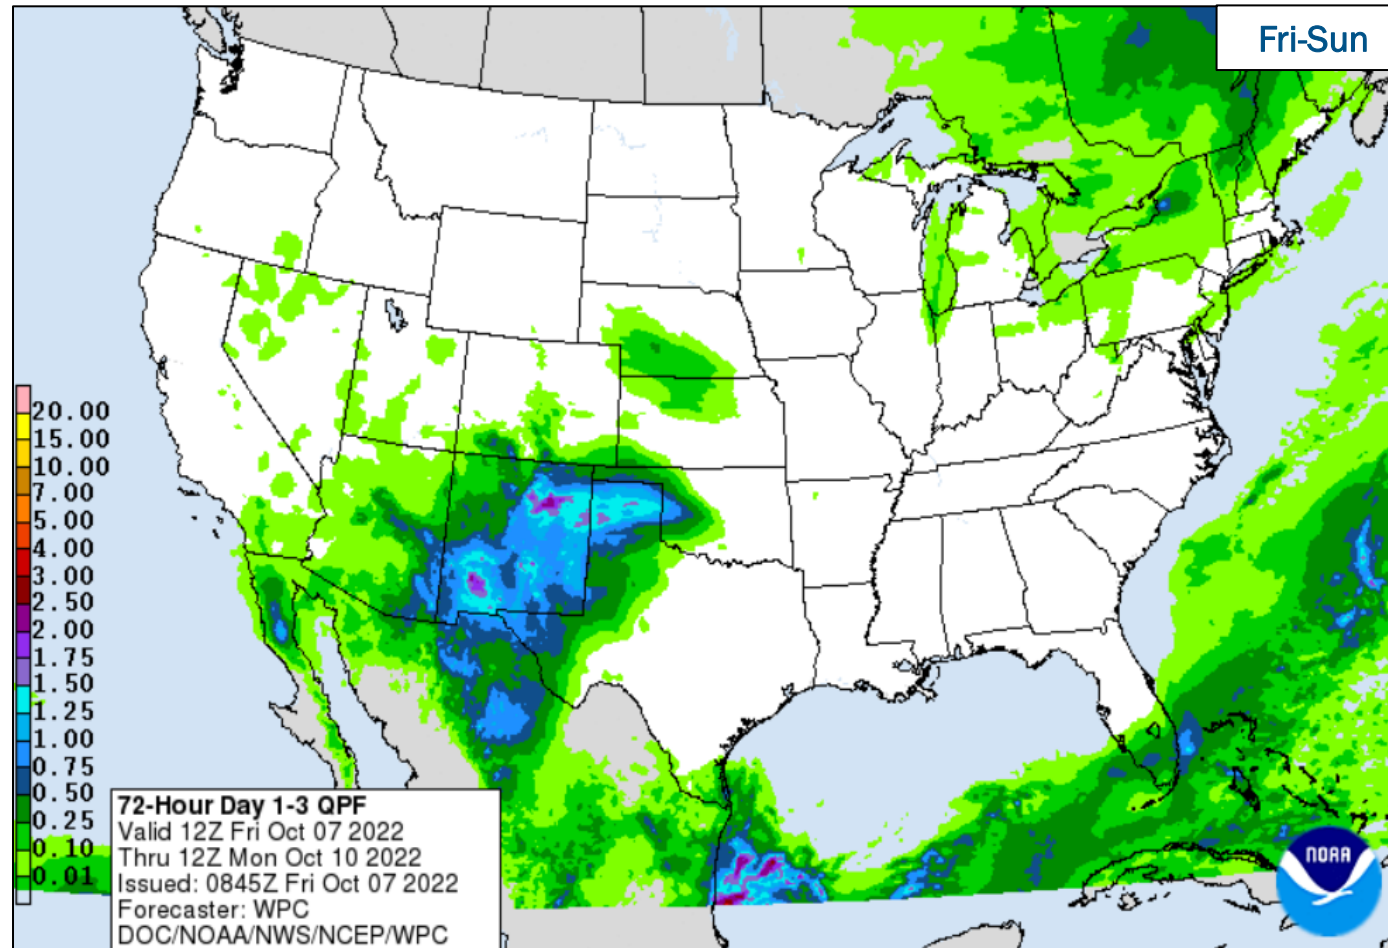 Fri-Sun
20.00
15.00
10.00
7.00
5.00
4.00
3.00
2.50
2.00
1.75
1.50
1.25
1.00
0.75
0.50
0.25
0.10
0.01
72-Hour Day 1-3 QPF
Valid 12Z Fri Oct 07 2022
Thru 12Z Mon Oct 10 2022
Issued: 0845Z Fri Oct 07 2022
Forecaster: WPC
DOC/NOAA/NWS/NCEP/WPC
NOAA